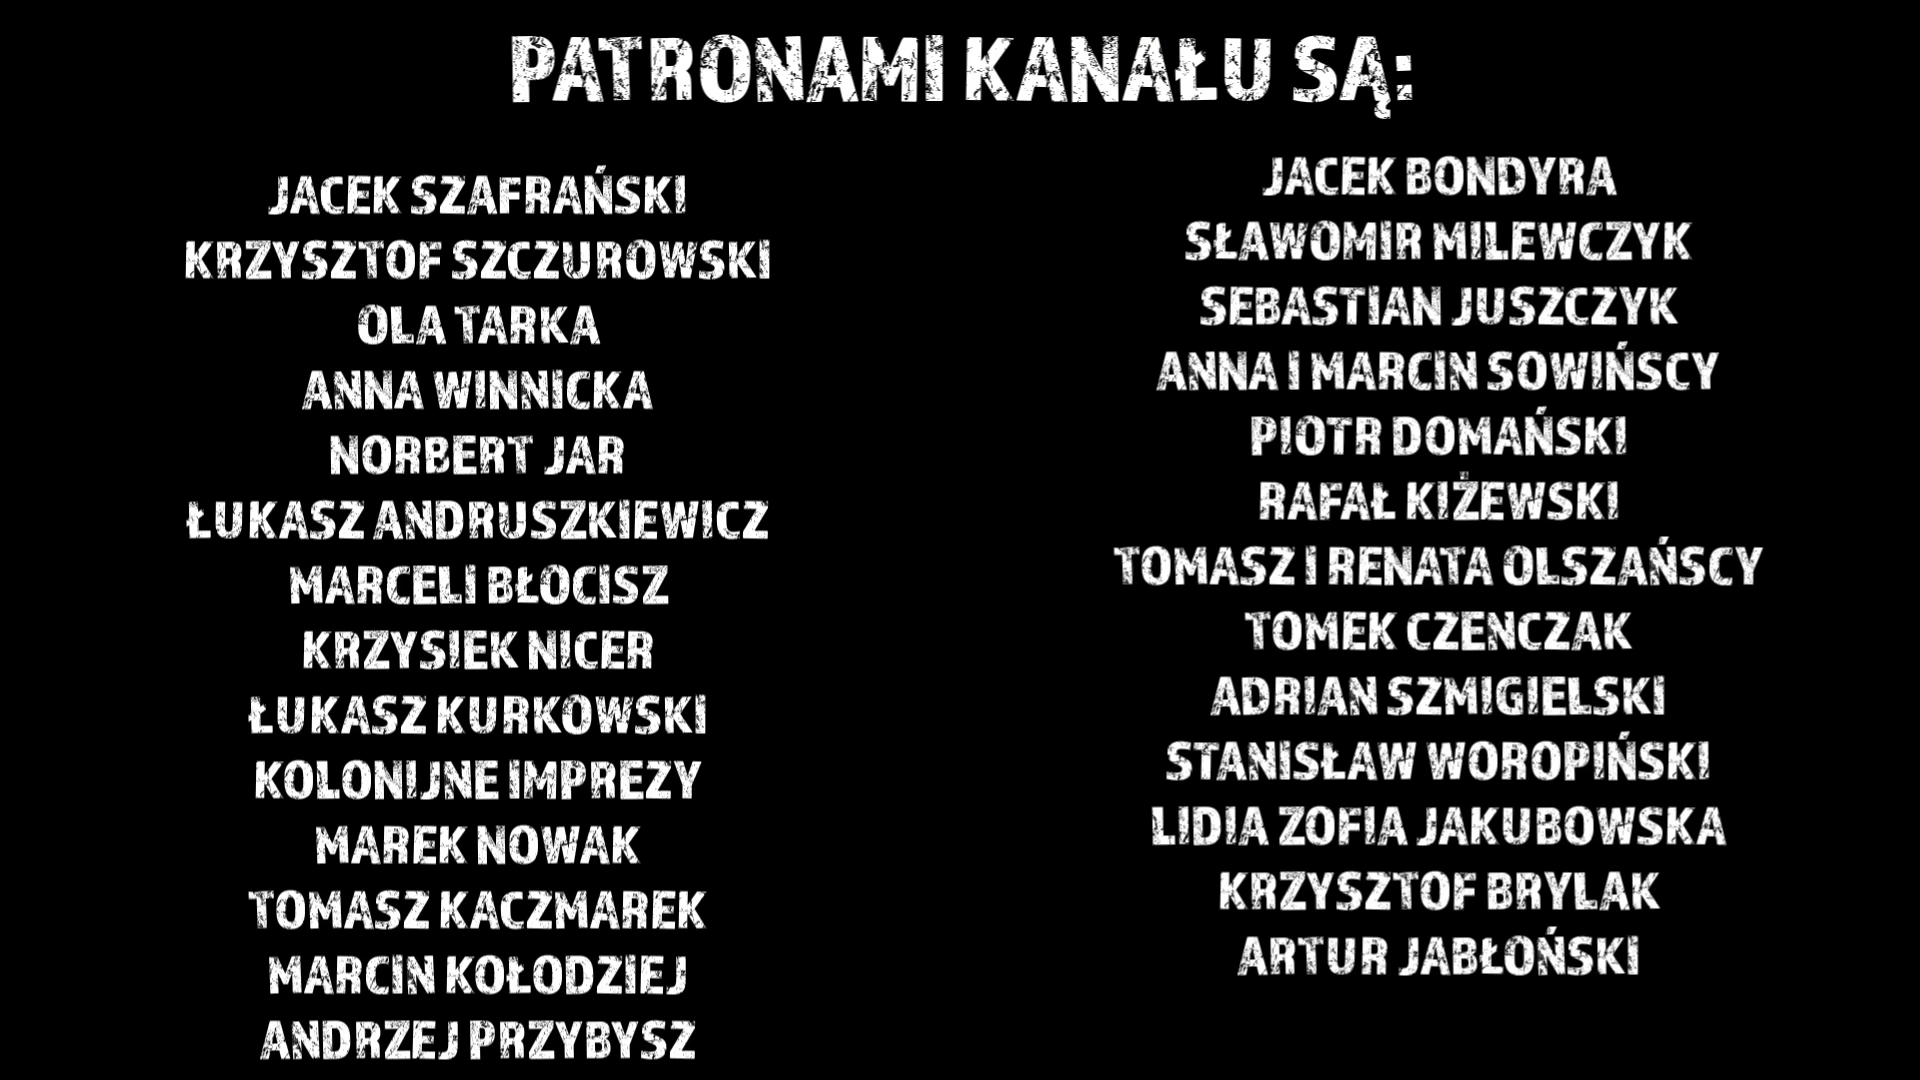 PATRONAMI KANAŁU SĄ:
JACEK SZAFRAŃSKI
KRZYSZTOF SZCZUROWSKI
OLA TARKA
ANNA WINNICKA
NORBERT JAR
ŁUKASZ ANDRUSZKIEWICZ
MARCELI BŁOCISZ
KRZYSIEK NICER
ŁUKASZ KURKOWSKI
KOLONIJNE IMPREZY
MAREK NOWAK
TOMASZ KACZMAREK
MARCIN KOŁODZIEJ
ANDRZEJ PRZYBYSZ
JACEK BONDYRA
SŁAWOMIR MILEWCZYK
SEBASTIAN JUSZCZYK
ANNA I MARCIN SOWIŃSCY
PIOTR DOMAŃSKI
RAFAŁ KIŻEWSKI
TOMASZ I RENATA OLSZAŃSCY
TOMEK CZENCZAK
ADRIAN SZMIGIELSKI
STANISŁAW WOROPIŃSKI
LIDIA ZOFIA JAKUBOWSKA
KRZYSZTOF BRYLAK
ARTUR JABŁOŃSKI